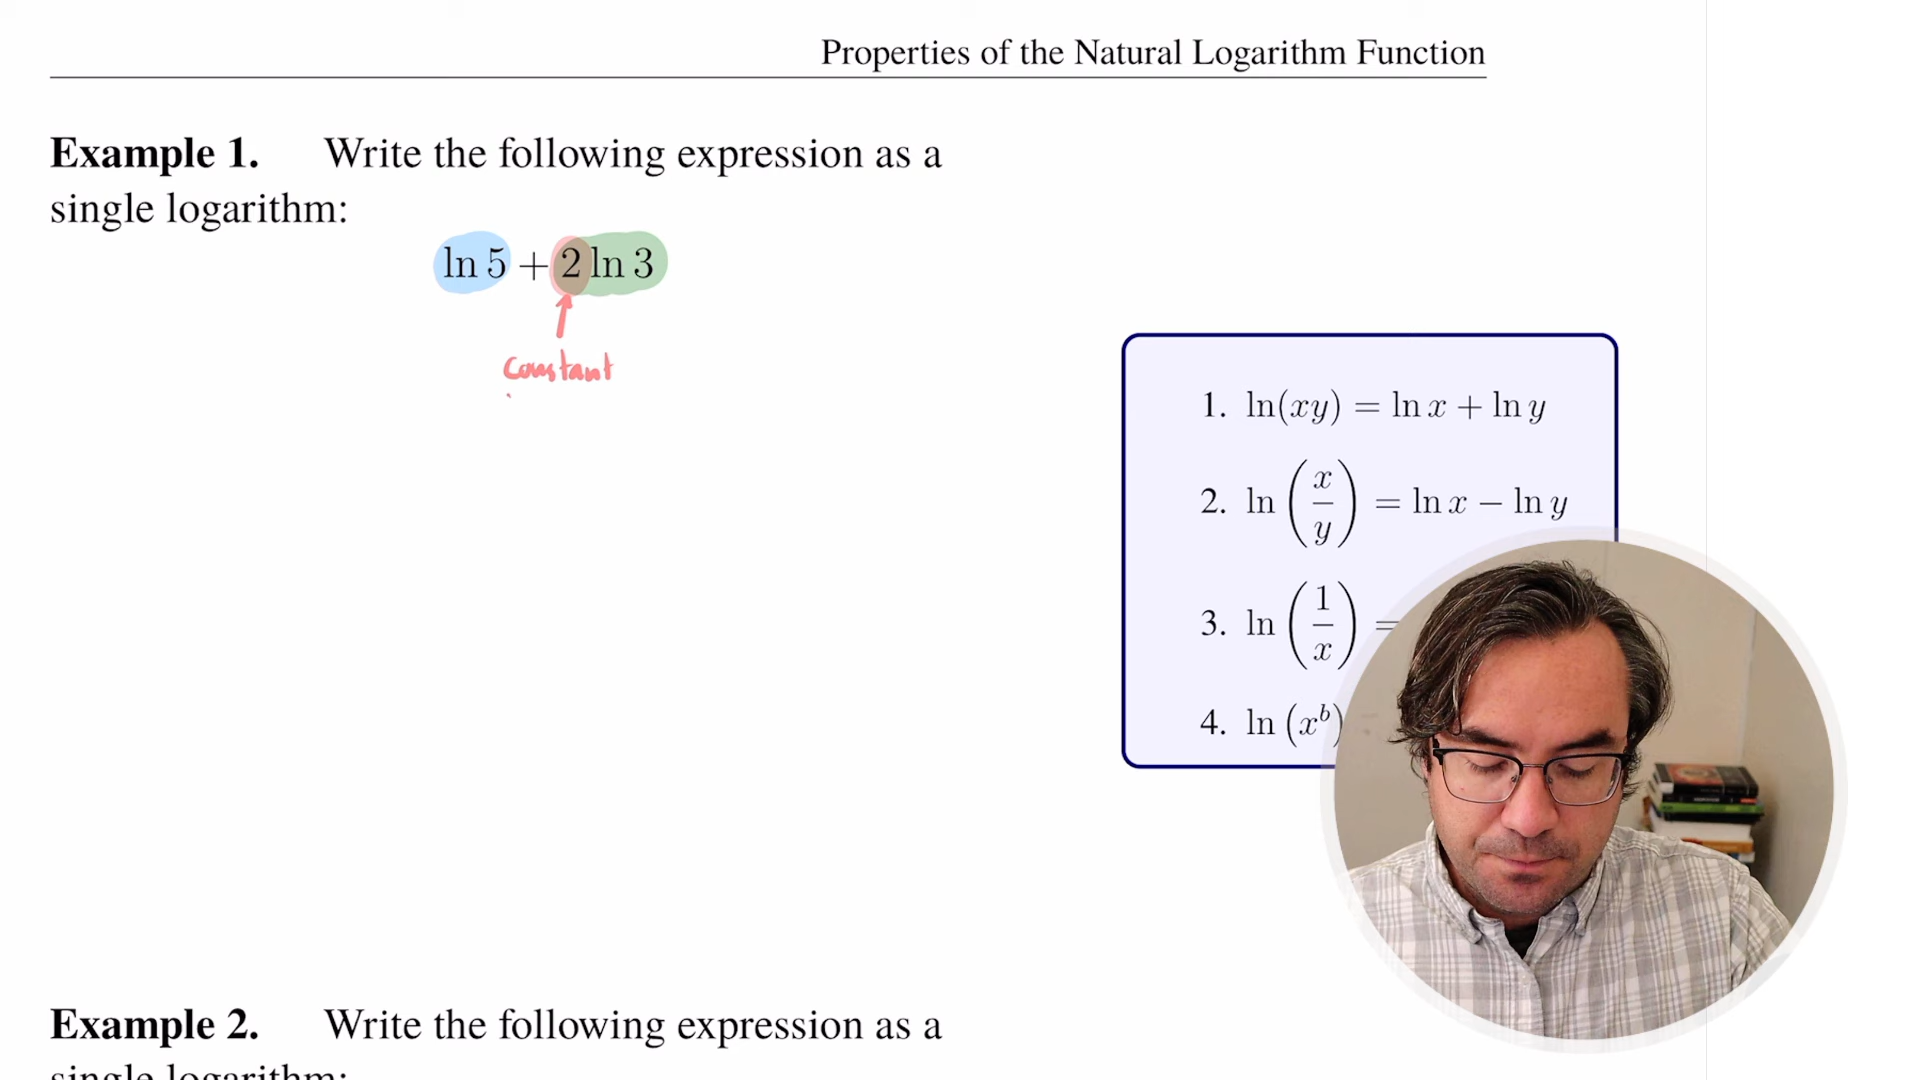 Properties of the Natural Logarithm Function
Example 1. Write the following expression as a
single logarithm:
ln 5 + 2 ln 3
constant
1. ln(xy) = ln x + ln y
2. ln (x/y) = ln x − ln y
3. ln (1/x) =
4. ln (x^b)
Example 2. Write the following expression as a
single logarithm: